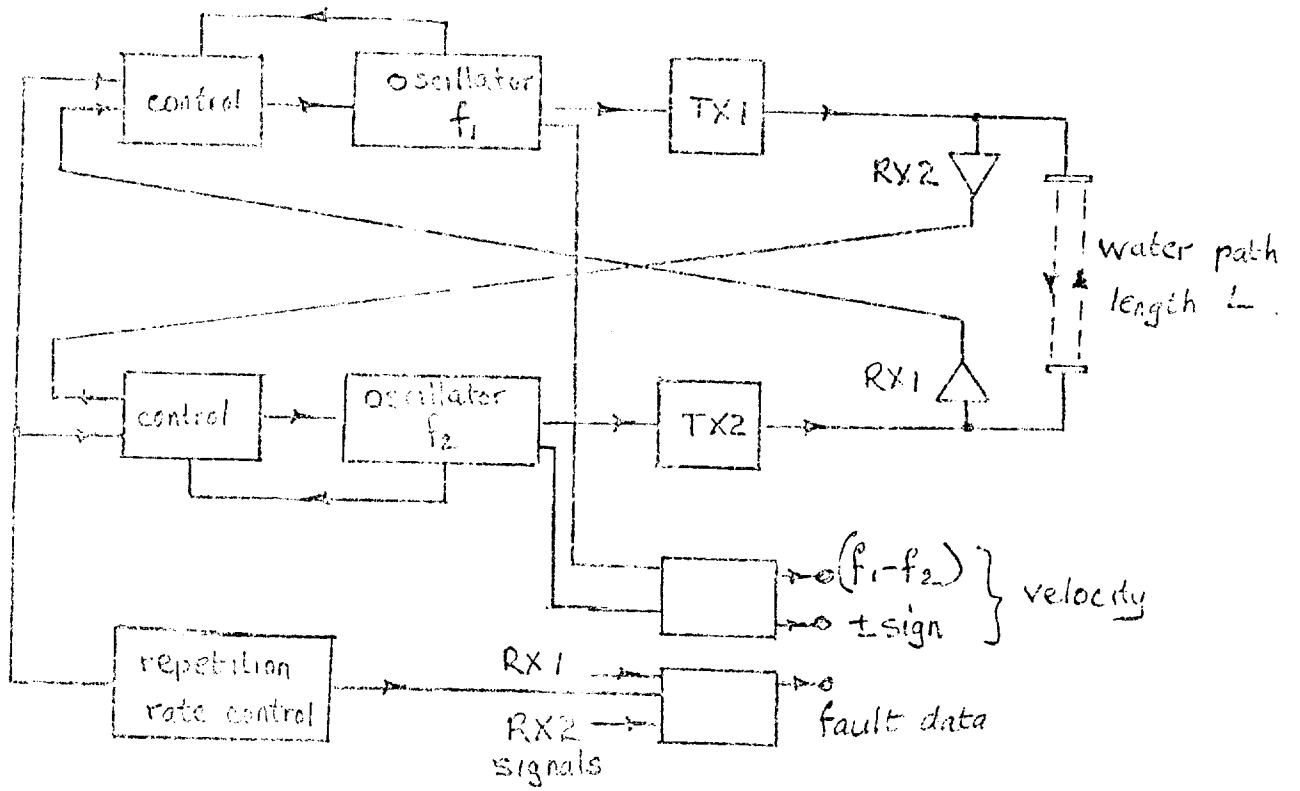 control
oscillator
f₁
TX1
RX2
water path
length L.
RX1
control
oscillator
f₂
TX2
(f₁-f₂)
± sign
velocity
repetition
rate control
RX1
RX2
signals
fault data